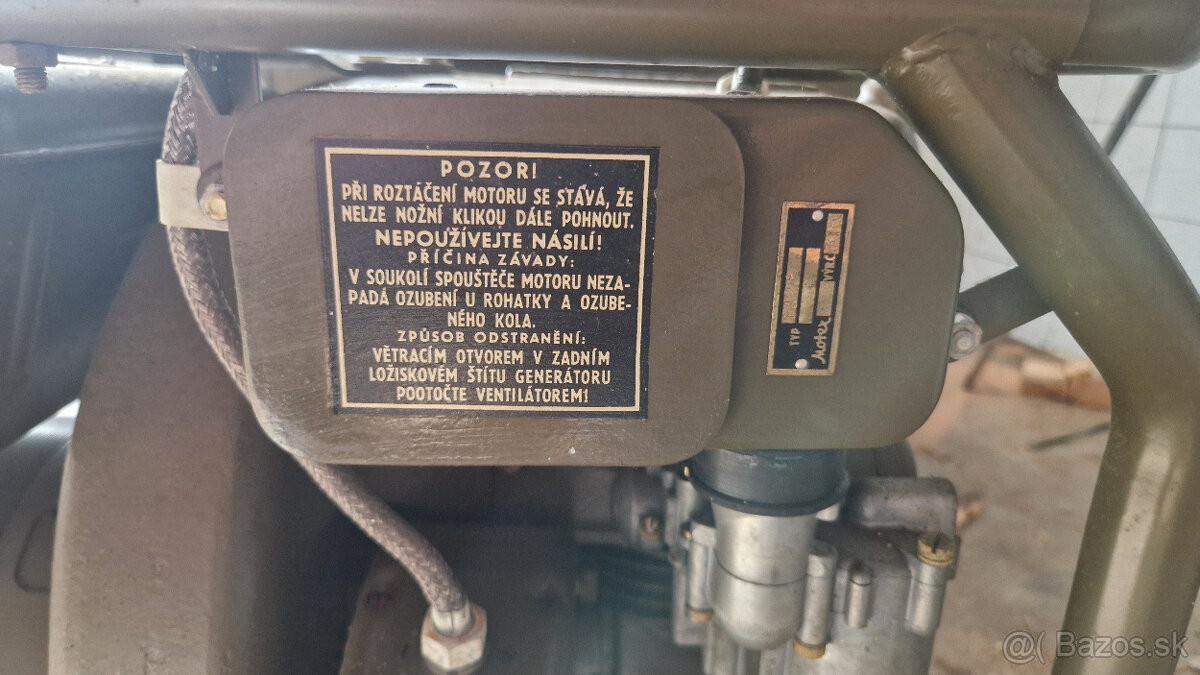 POZOR!
PŘI ROZTÁČENÍ MOTORU SE STÁVÁ, ŽE
NELZE NOŽNÍ KLIKOU DÁLE POHNOUT.
NEPOUŽÍVEJTE NÁSILÍ!
PŘÍČINA ZÁVADY:
V SOUKOLÍ SPOUŠTĚČE MOTORU NEZA-
PADÁ OZUBENÍ U ROHATKY A OZUBE-
NÉHO KOLA.
ZPŮSOB ODSTRANĚNÍ:
VĚTRACÍM OTVOREM V ZADNÍM
LOŽISKOVÉM ŠTÍTU GENERÁTORU
POOTOČTE VENTILÁTOREM!
TYP
VÝR.Č.
Motex
@( Bazos.sk